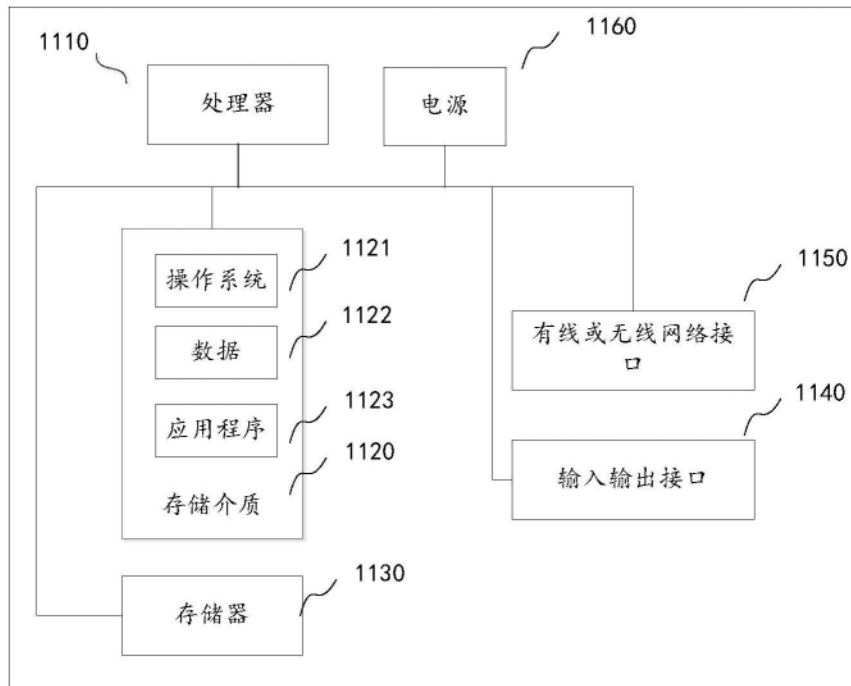 1110
处理器
1160
电源
1121
操作系统
1122
数据
1123
应用程序
1120
存储介质
1130
存储器
1150
有线或无线网络接
口
1140
输入输出接口